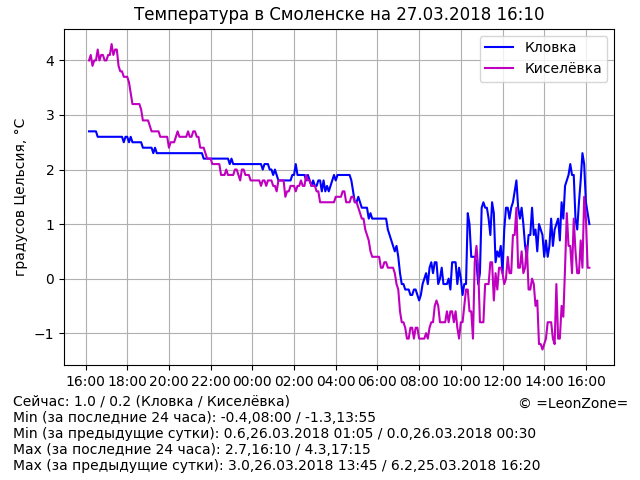 Температура в Смоленске на 27.03.2018 16:10
Кловка
Киселёвка
градусов Цельсия, °C
4
3
2
1
0
−1
16:00 18:00 20:00 22:00 00:00 02:00 04:00 06:00 08:00 10:00 12:00 14:00 16:00
Сейчас: 1.0 / 0.2 (Кловка / Киселёвка)
© =LeonZone=
Min (за последние 24 часа): -0.4,08:00 / -1.3,13:55
Min (за предыдущие сутки): 0.6,26.03.2018 01:05 / 0.0,26.03.2018 00:30
Max (за последние 24 часа): 2.7,16:10 / 4.3,17:15
Max (за предыдущие сутки): 3.0,26.03.2018 13:45 / 6.2,25.03.2018 16:20